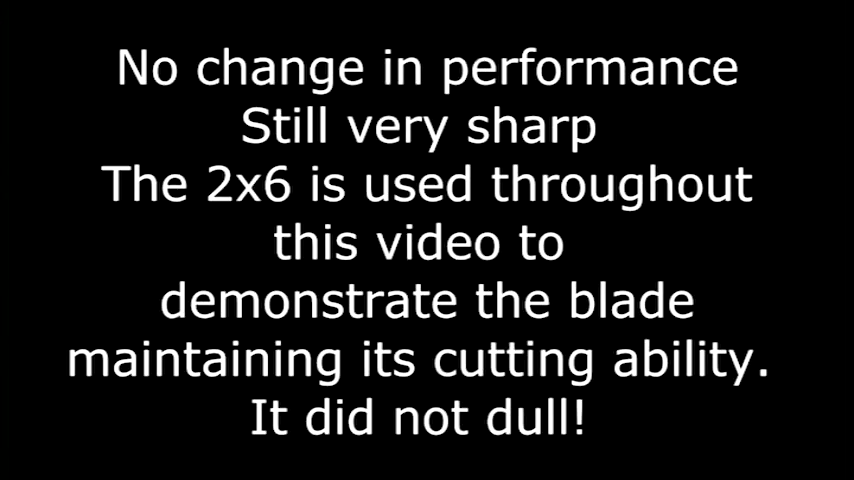 No change in performance
Still very sharp
The 2x6 is used throughout
this video to
demonstrate the blade
maintaining its cutting ability.
It did not dull!